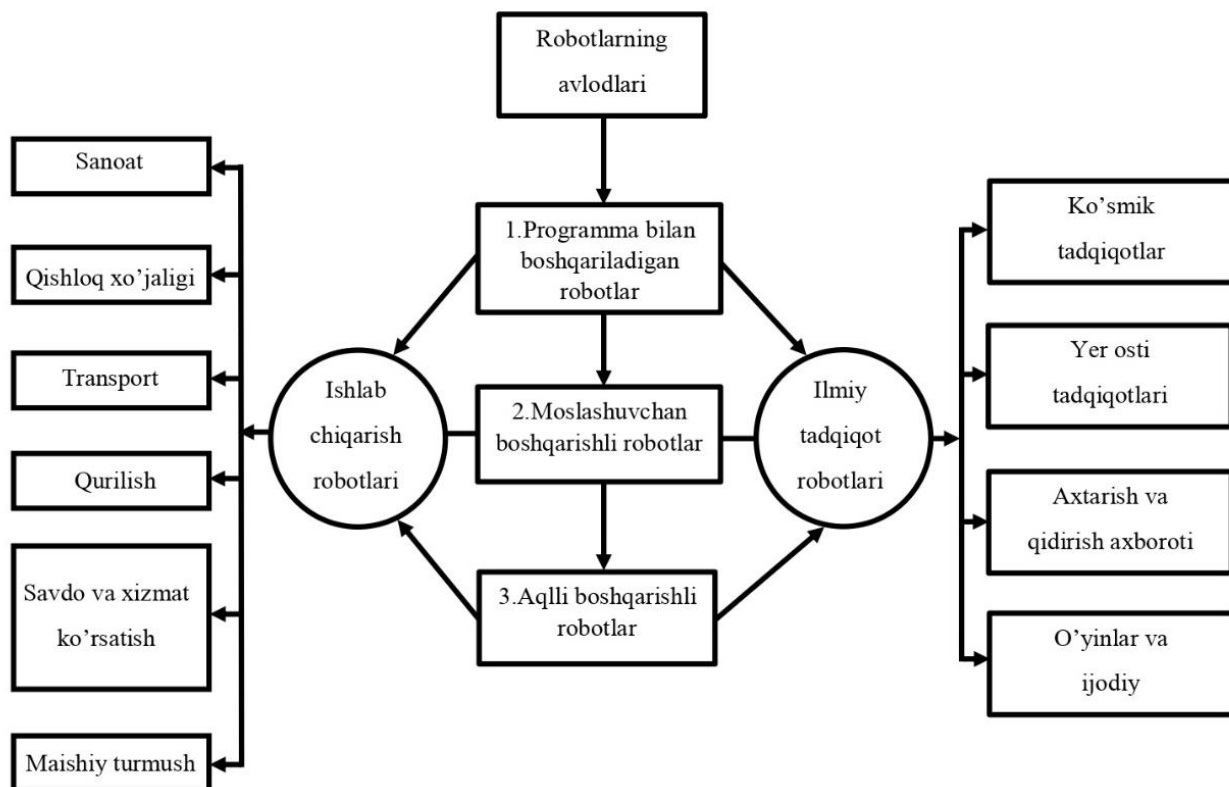 Robotlarning
avlodlari
1.Programma bilan
boshqariladigan
robotlar
2.Moslashuvchan
boshqarishli robotlar
3.Aqlli boshqarishli
robotlar
Ishlab
chiqarish
robotlari
Sanoat
Qishloq xo’jaligi
Transport
Qurilish
Savdo va xizmat
ko’rsatish
Maishiy turmush
Ilmiy
tadqiqot
robotlari
Ko’smik
tadqiqotlar
Yer osti
tadqiqotlari
Axtarish va
qidirish axboroti
O’yinlar va
ijodiy